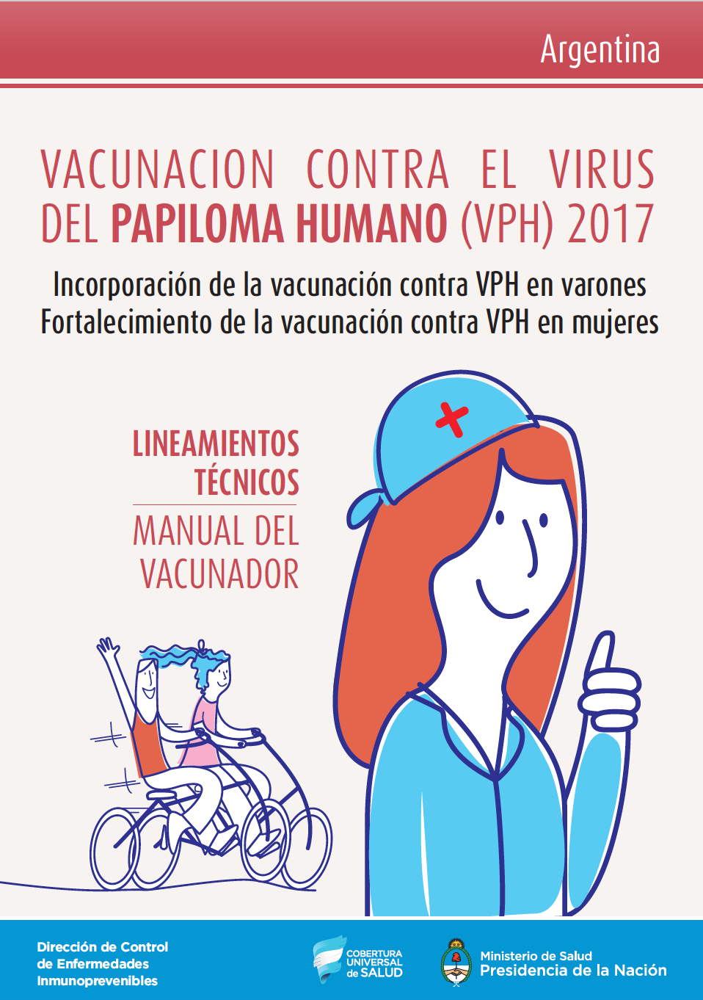 Argentina
VACUNACION CONTRA EL VIRUS
DEL PAPILOMA HUMANO (VPH) 2017
Incorporación de la vacunación contra VPH en varones
Fortalecimiento de la vacunación contra VPH en mujeres
LINEAMIENTOS
TÉCNICOS
MANUAL DEL
VACUNADOR
Dirección de Control
de Enfermedades
Inmunoprevenibles
COBERTURA
UNIVERSAL
de SALUD
Ministerio de Salud
Presidencia de la Nación